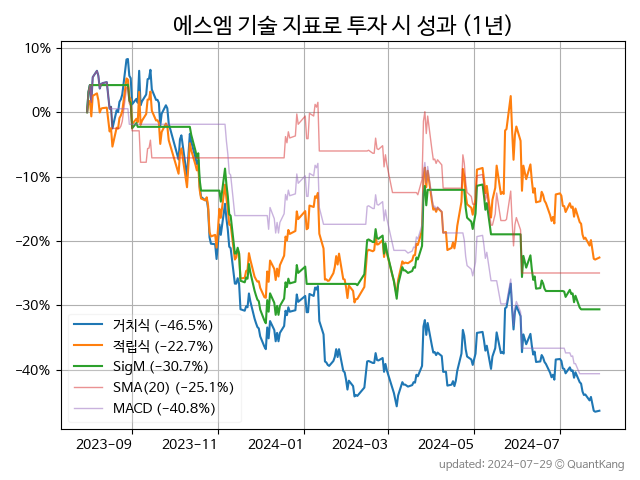 에스엠 기술 지표로 투자 시 성과 (1년)
10%
0%
−10%
−20%
−30%
−40%
거치식 (−46.5%)
적립식 (−22.7%)
SigM (−30.7%)
SMA(20) (−25.1%)
MACD (−40.8%)
2023−09 2023−11 2024−01 2024−03 2024−05 2024−07
updated: 2024-07-29 © QuantKang